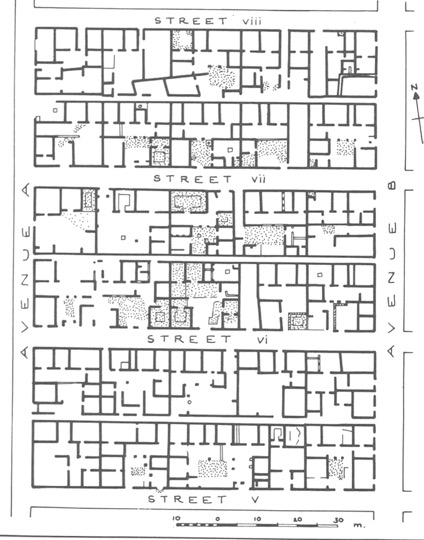 STREET viii
N
STREET vii
AVENUE A
AVENUE B
STREET vi
STREET V
10 0 10 20 30 m.